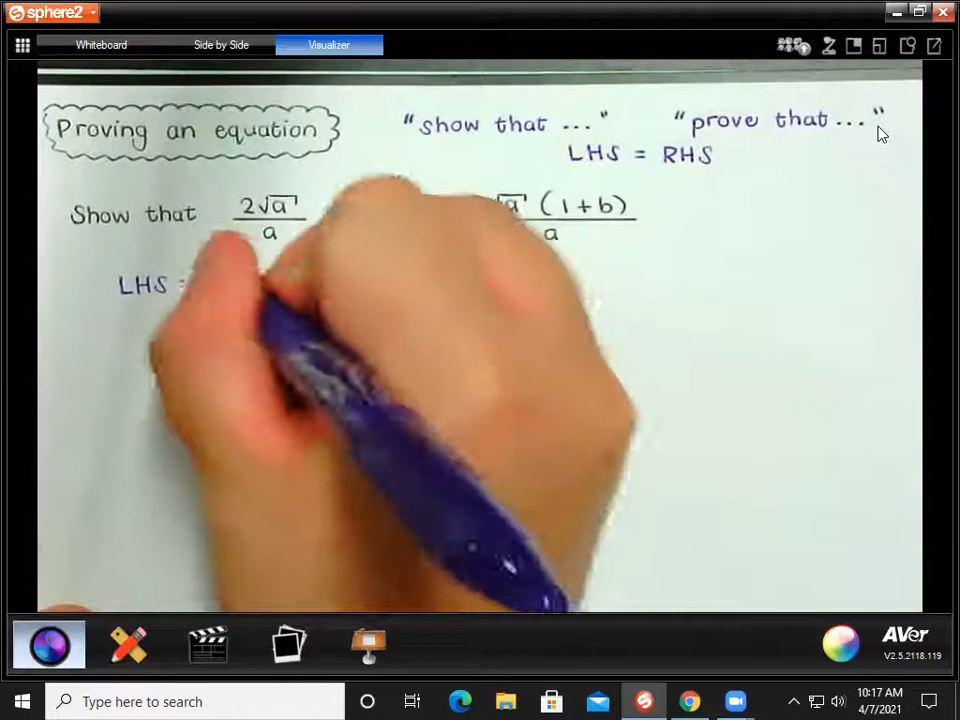 sphere2
Whiteboard Side by Side Visualizer
Proving an equation "show that ..." "prove that ..."
LHS = RHS
Show that 2√a / a √a (1+b) / a
LHS =
AVer
V2.5.2118.119
Type here to search
10:17 AM
4/7/2021